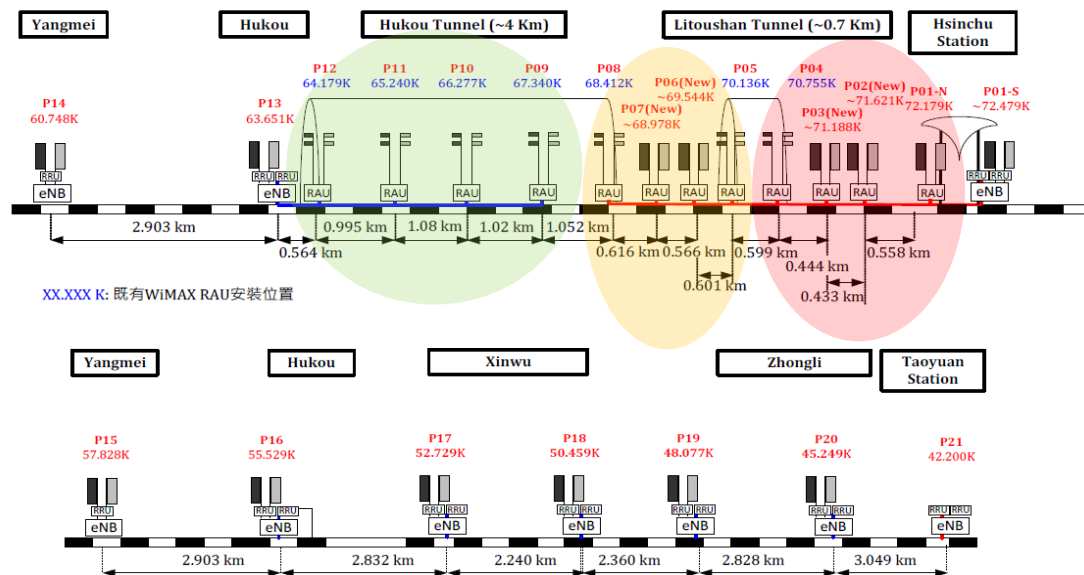 Yangmei
Hukou
Hukou Tunnel (~4 Km)
Litoushan Tunnel (~0.7 Km)
Hsinchu
Station
P14
60.748K
P13
63.651K
P12
64.179K
P11
65.240K
P10
66.277K
P09
67.340K
P08
68.412K
P07(New)
~68.978K
P06(New)
~69.544K
P05
70.136K
P04
70.755K
P03(New)
~71.188K
P02(New)
~71.621K
P01-N
72.179K
P01-S
~72.479K
RRU
eNB
RRU RRU
eNB
RAU
RAU
RAU
RAU
RAU
RAU
RAU
RAU
RAU
RAU
RAU
RAU
RRU RRU
eNB
2.903 km
0.564 km
0.995 km
1.08 km
1.02 km
1.052 km
0.616 km
0.566 km
0.601 km
0.599 km
0.444 km
0.433 km
0.558 km
XX.XXX K: 既有WiMAX RAU安裝位置
Yangmei
Hukou
Xinwu
Zhongli
Taoyuan
Station
P15
57.828K
P16
55.529K
P17
52.729K
P18
50.459K
P19
48.077K
P20
45.249K
P21
42.200K
RRU
eNB
RRU RRU
eNB
RRU RRU
eNB
RRU RRU
eNB
RRU RRU
eNB
RRU RRU
eNB
RRU RRU
eNB
2.903 km
2.832 km
2.240 km
2.360 km
2.828 km
3.049 km